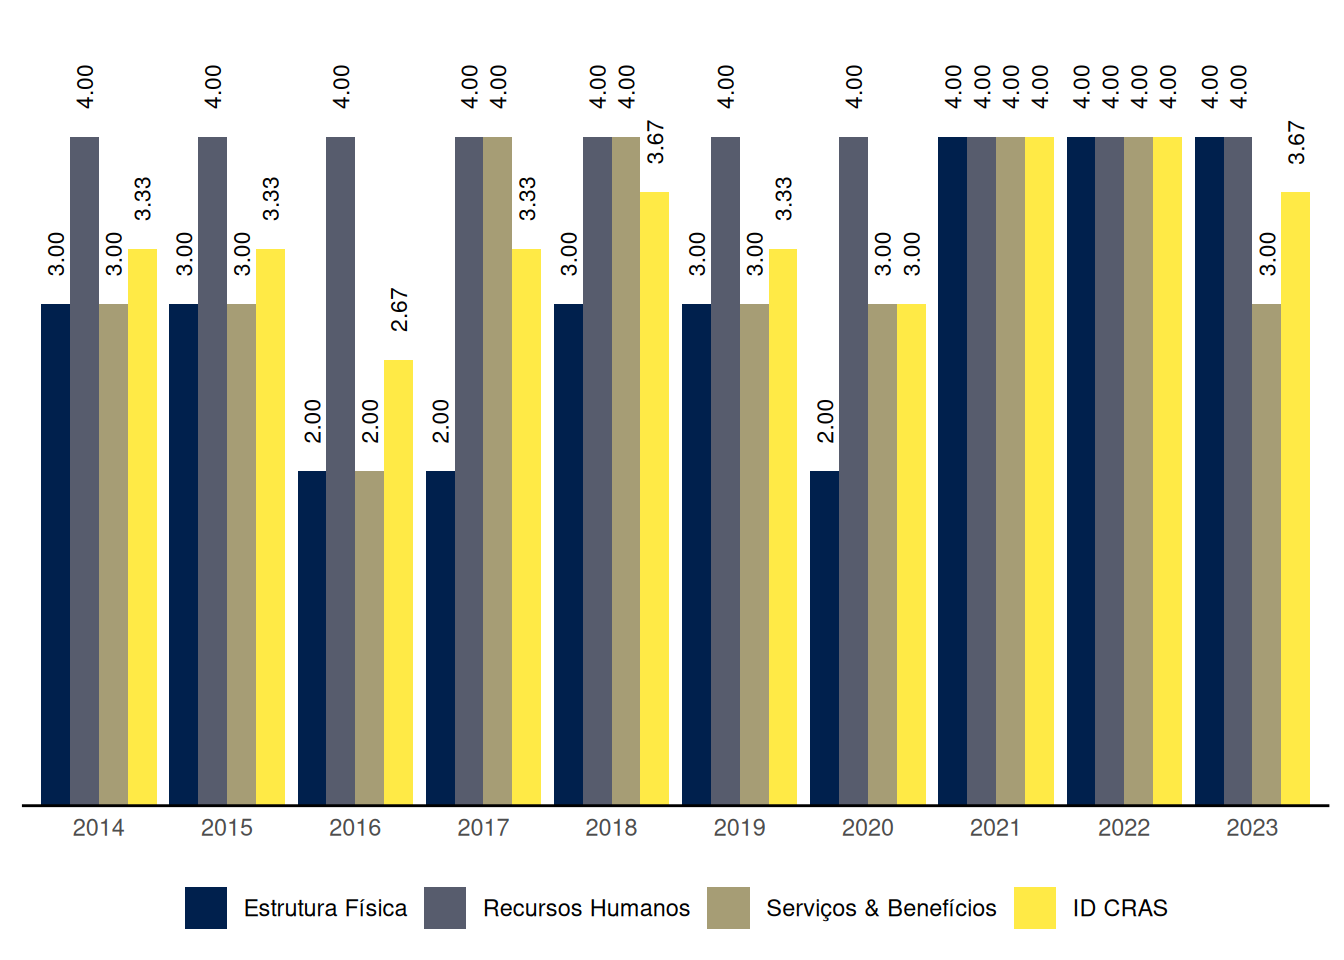 4.00 4.00 4.00 4.00 4.00 4.00 4.00 4.00 4.00 4.00 4.00 4.00 4.00 4.00 4.00 4.00 4.00 4.00 4.00
3.67 3.67
3.33 3.33 3.33 3.33
3.00 3.00 3.00 3.00 3.00 3.00 3.00 3.00 3.00 3.00
2.67
2.00 2.00 2.00 2.00
2014 2015 2016 2017 2018 2019 2020 2021 2022 2023
Estrutura Física Recursos Humanos Serviços & Benefícios ID CRAS